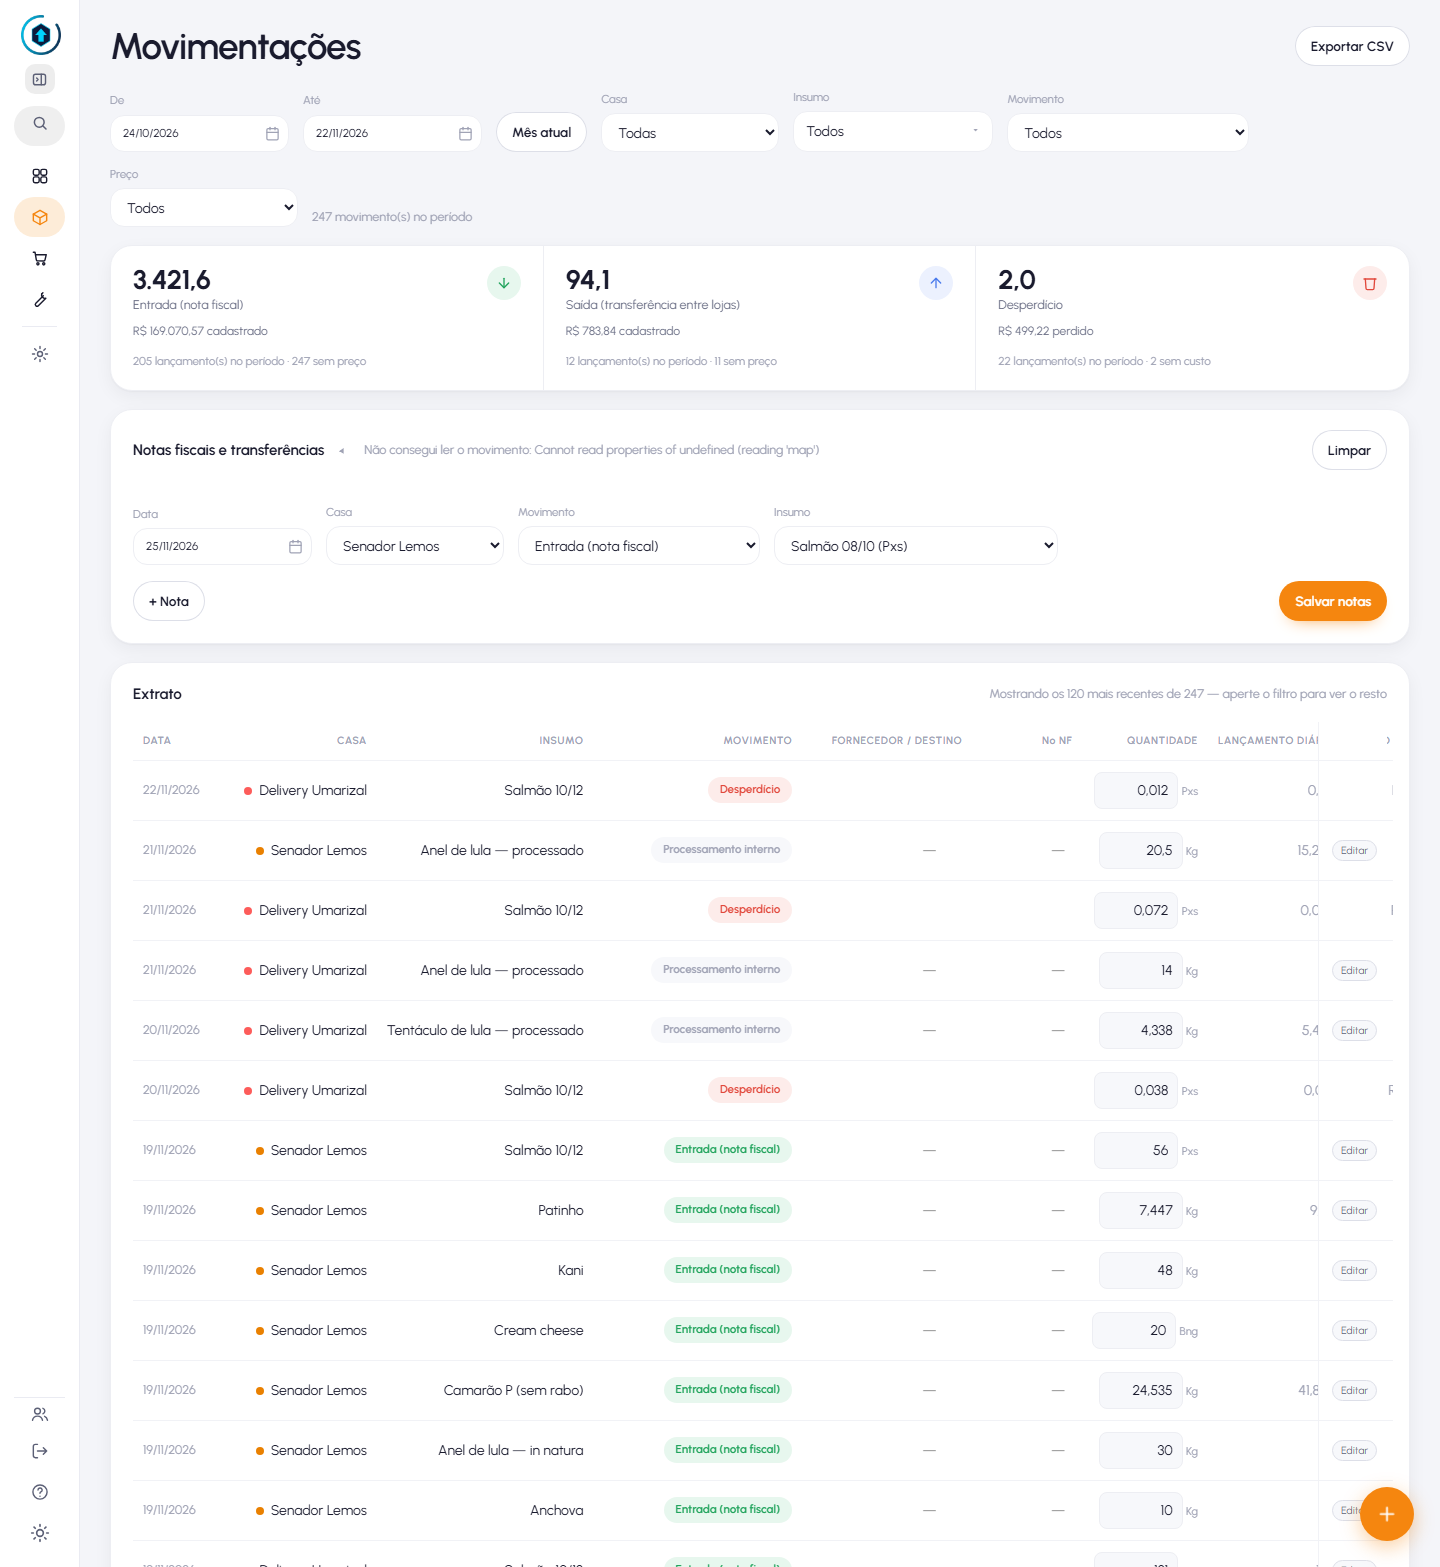 Movimentações
Exportar CSV
De
Até
Casa
Insumo
Movimento
24/10/2026
22/11/2026
Mês atual
Todas
Todos
Todos
Preço
Todos
247 movimento(s) no período
3.421,6
Entrada (nota fiscal)
R$ 169.070,57 cadastrado
205 lançamento(s) no período · 247 sem preço
94,1
Saída (transferência entre lojas)
R$ 783,84 cadastrado
12 lançamento(s) no período · 11 sem preço
2,0
Desperdício
R$ 499,22 perdido
22 lançamento(s) no período · 2 sem custo
Notas fiscais e transferências
Não consegui ler o movimento: Cannot read properties of undefined (reading 'map')
Limpar
Data
Casa
Movimento
Insumo
25/11/2026
Senador Lemos
Entrada (nota fiscal)
Salmão 08/10 (Pxs)
+ Nota
Salvar notas
Extrato
Mostrando os 120 mais recentes de 247 — aperte o filtro para ver o resto
DATA CASA INSUMO MOVIMENTO FORNECEDOR / DESTINO No NF QUANTIDADE LANÇAMENTO
22/11/2026 Delivery Umarizal Salmão 10/12 Desperdício 0,012 Pxs 0,
21/11/2026 Senador Lemos Anel de lula — processado Processamento interno — — 20,5 Kg 15,2 Editar
21/11/2026 Delivery Umarizal Salmão 10/12 Desperdício 0,072 Pxs 0,0
21/11/2026 Delivery Umarizal Anel de lula — processado Processamento interno — — 14 Kg Editar
20/11/2026 Delivery Umarizal Tentáculo de lula — processado Processamento interno — — 4,338 Kg 5,4 Editar
20/11/2026 Delivery Umarizal Salmão 10/12 Desperdício 0,038 Pxs 0,0
19/11/2026 Senador Lemos Salmão 10/12 Entrada (nota fiscal) — — 56 Pxs Editar
19/11/2026 Senador Lemos Patinho Entrada (nota fiscal) — — 7,447 Kg 9 Editar
19/11/2026 Senador Lemos Kani Entrada (nota fiscal) — — 48 Kg Editar
19/11/2026 Senador Lemos Cream cheese Entrada (nota fiscal) — — 20 Bng Editar
19/11/2026 Senador Lemos Camarão P (sem rabo) Entrada (nota fiscal) — — 24,535 Kg 41,8 Editar
19/11/2026 Senador Lemos Anel de lula — in natura Entrada (nota fiscal) — — 30 Kg Editar
19/11/2026 Senador Lemos Anchova Entrada (nota fiscal) — — 10 Kg